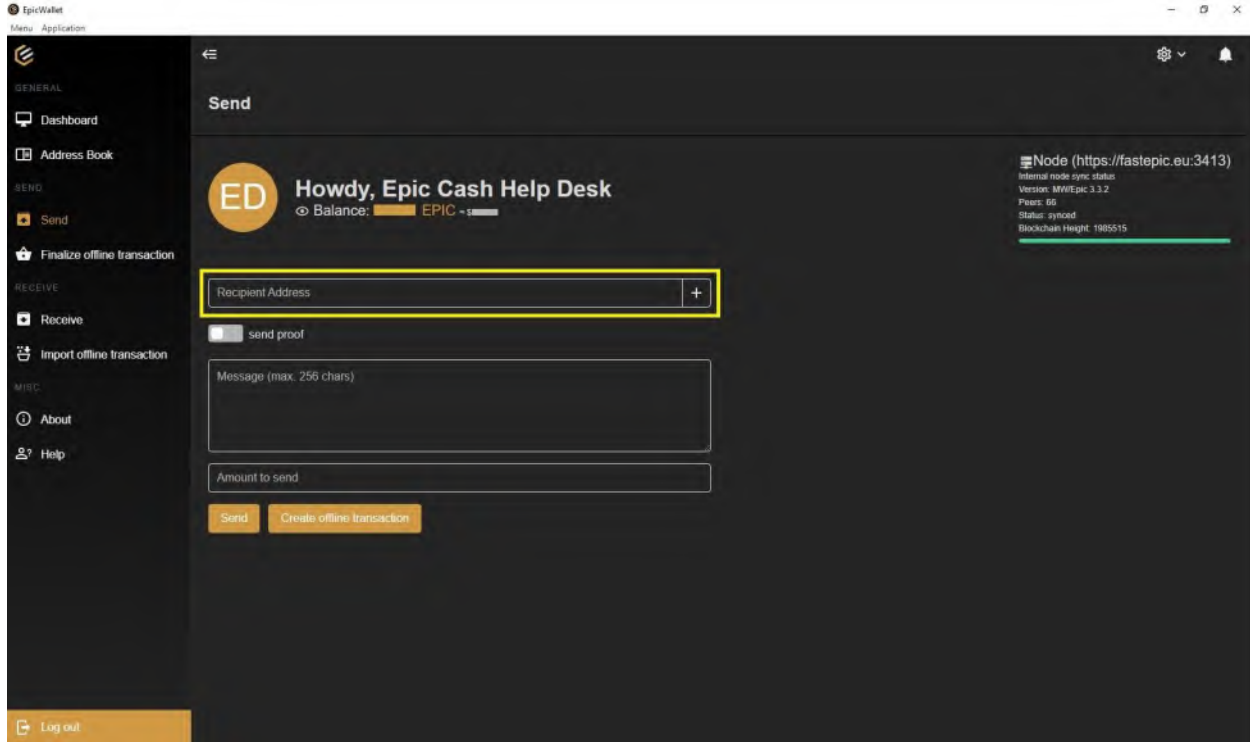 EpicWallet
Menu Application
GENERAL
Dashboard
Address Book
SEND
Send
Finalize offline transaction
RECEIVE
Receive
Import offline transaction
MISC
About
Help
Log out
Send
ED
Howdy, Epic Cash Help Desk
Balance: EPIC ~ $
Node (https://fastepic.eu:3413)
Internal node sync status
Version: MW/Epic 3.3.2
Peers: 66
Status: synced
Blockchain Height: 1985515
Recipient Address +
send proof
Message (max. 256 chars)
Amount to send
Send Create offline transaction